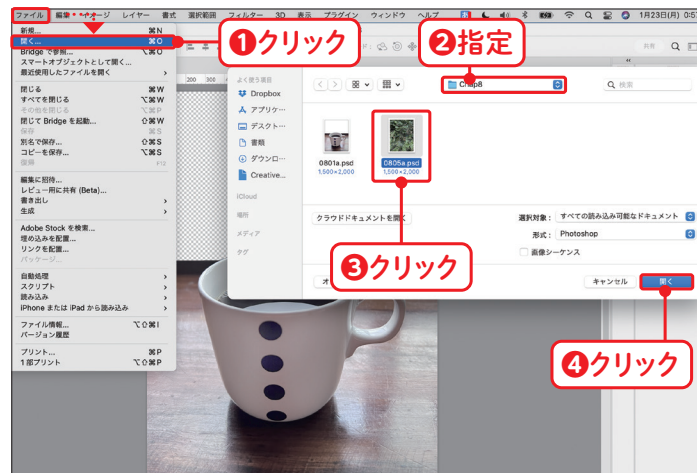 ファイル 編集 イメージ レイヤー 書式 選択範囲 フィルター 3D 表示 プラグイン ウィンドウ ヘルプ 1月23日(月)
新規... ⌘N
開く... ⌘O
Bridge で参照... ⌥⌘O
スマートオブジェクトとして開く...
最近使用したファイルを開く
閉じる ⌘W
すべてを閉じる ⌥⌘W
その他を閉じる ⌥⌘P
閉じて Bridge を起動... ⇧⌘W
保存 ⌘S
別名で保存... ⇧⌘S
コピーを保存... ⌥⌘S
復帰 F12
編集に招待...
レビュー用に共有 (Beta)...
書き出し
生成
Adobe Stock を検索...
埋め込みを配置...
リンクを配置...
パッケージ...
自動処理
スクリプト
読み込み
iPhone または iPad から読み込み
ファイル情報... ⌥⇧⌘I
バージョン履歴
プリント... ⌘P
1 部プリント ⌥⇧⌘P
❶クリック
❷指定
共有
200 300
よく使う項目
Dropbox
アプリケ…
デスクト…
書類
ダウンロ…
Creative...
iCloud
場所
メディア
タグ
Chap8
検索
0801a.psd
1,500×2,000
0805a.psd
1,500×2,000
クラウドドキュメントを開く
選択対象： すべての読み込み可能なドキュメント
形式： Photoshop
画像シーケンス
❸クリック
キャンセル
開く
❹クリック